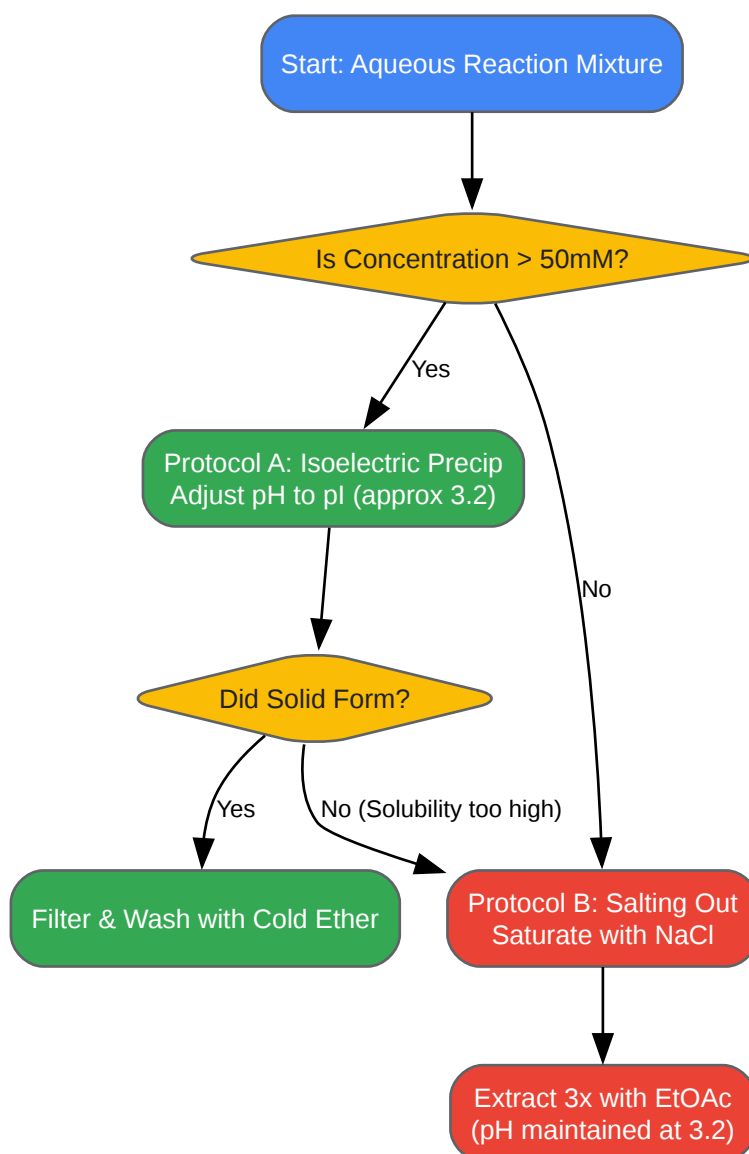 Start: Aqueous Reaction Mixture
Is Concentration > 50mM?
Yes
Protocol A: Isoelectric Precip
Adjust pH to pI (approx 3.2)
No
Did Solid Form?
Yes
No (Solubility too high)
Filter & Wash with Cold Ether
Protocol B: Salting Out
Saturate with NaCl
Extract 3x with EtOAc
(pH maintained at 3.2)